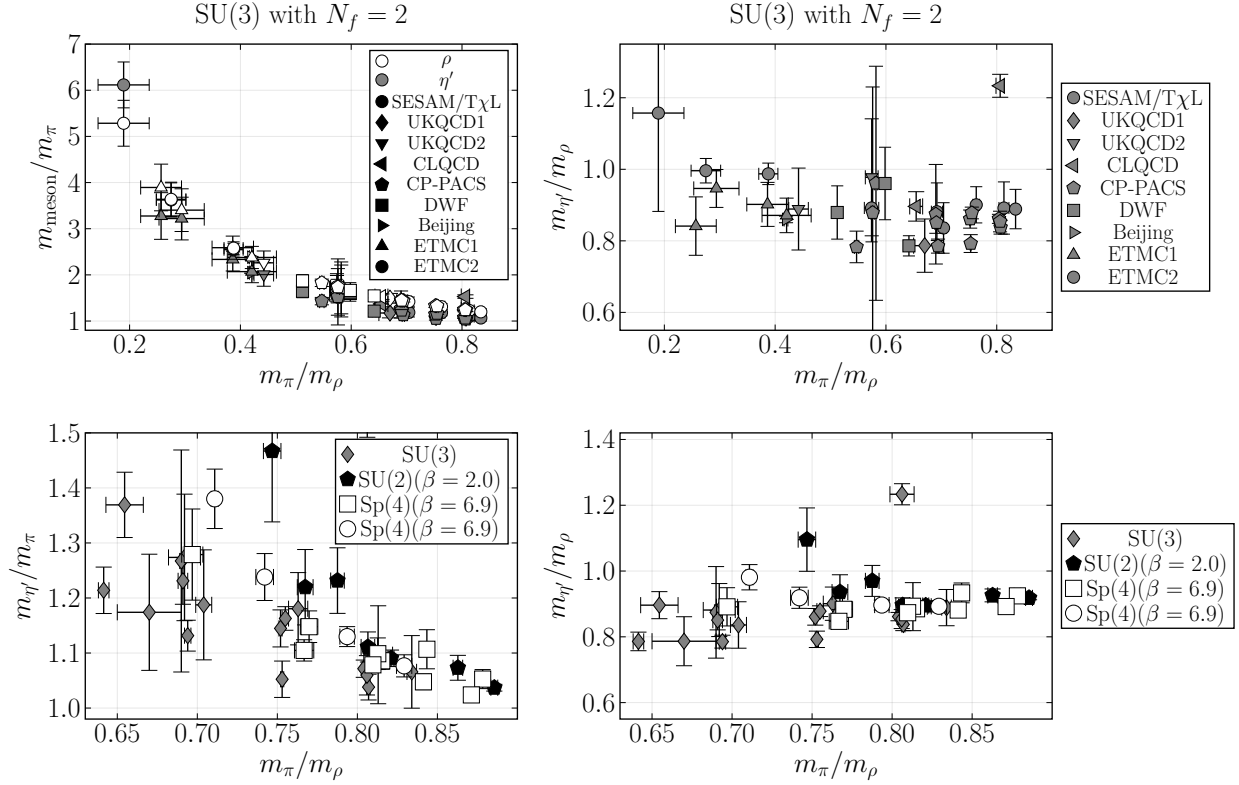 SU(3) with N_f = 2
7
6
5
4
3
2
1
m_meson/m_π
0.2
0.4
0.6
0.8
m_π/m_ρ
ρ
η′
SESAM/TχL
UKQCD1
UKQCD2
CLQCD
CP-PACS
DWF
Beijing
ETMC1
ETMC2
SU(3) with N_f = 2
1.2
1.0
0.8
0.6
m_η′/m_ρ
0.2
0.4
0.6
0.8
m_π/m_ρ
SESAM/TχL
UKQCD1
UKQCD2
CLQCD
CP-PACS
DWF
Beijing
ETMC1
ETMC2
1.5
1.4
1.3
1.2
1.1
1.0
m_η′/m_π
0.65
0.70
0.75
0.80
0.85
m_π/m_ρ
SU(3)
SU(2)(β = 2.0)
Sp(4)(β = 6.9)
Sp(4)(β = 6.9)
1.4
1.2
1.0
0.8
0.6
m_η′/m_ρ
0.65
0.70
0.75
0.80
0.85
m_π/m_ρ
SU(3)
SU(2)(β = 2.0)
Sp(4)(β = 6.9)
Sp(4)(β = 6.9)